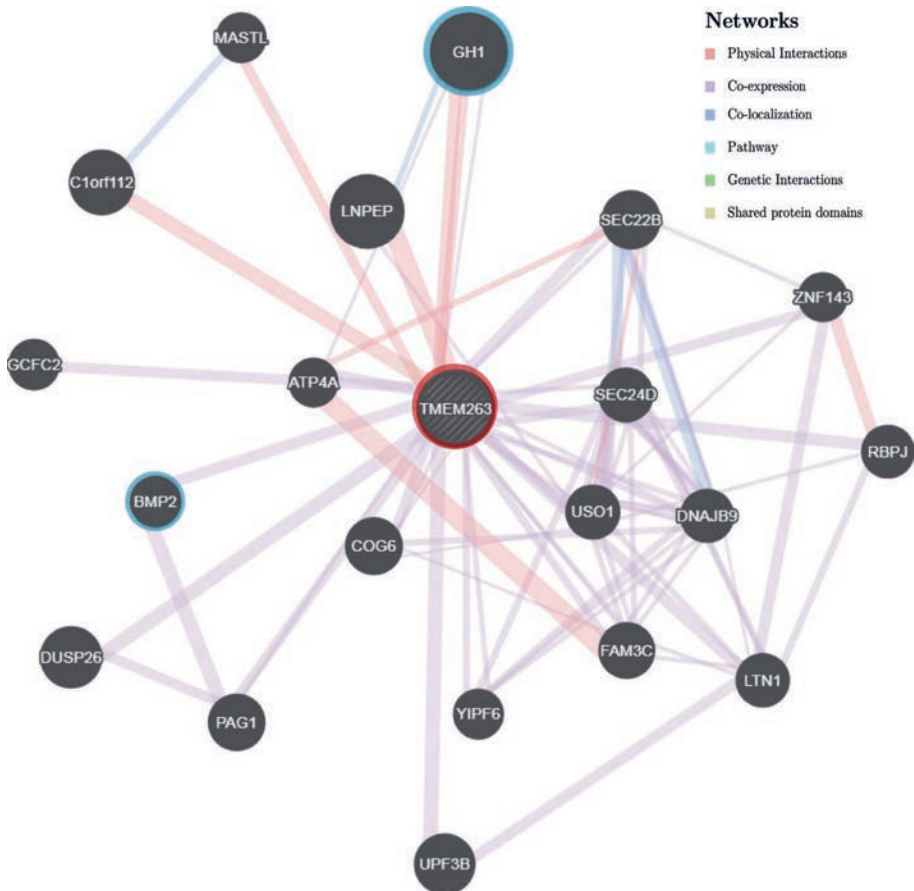 Networks
Physical Interactions
Co-expression
Co-localization
Pathway
Genetic Interactions
Shared protein domains
MASTL
GH1
C1orf112
LNPEP
SEC22B
ZNF143
GCFC2
ATP4A
TMEM263
SEC24D
RBPJ
BMP2
USO1
DNAJB9
COG6
DUSP26
FAM3C
LTN1
PAG1
YIPF6
UPF3B